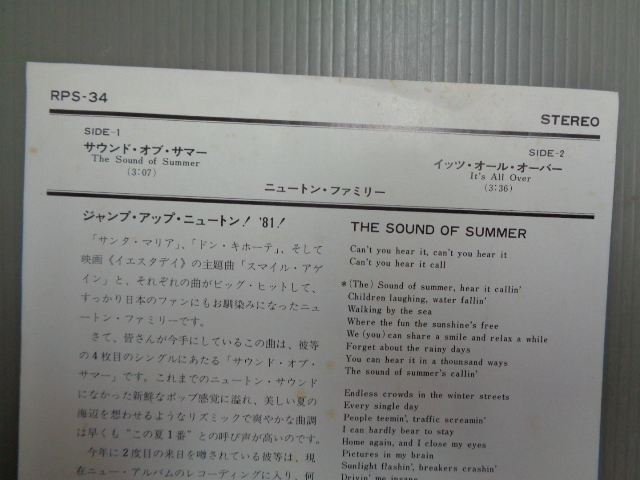 RPS-34
STEREO
SIDE-1
サウンド・オブ・サマー
The Sound of Summer
(3:07)
SIDE-2
イッツ・オール・オーバー
It's All Over
(3:36)
ニュートン・ファミリー
ジャンプ・アップ・ニュートン! '81!
「サンタ・マリア」、「ドン・キホーテ」、そして
映画《イエスタデイ》の主題曲「スマイル・アゲ
イン」と、それぞれの曲がビッグ・ヒットして、
すっかり日本のファンにもお馴染みになったニュ
ートン・ファミリーです。
さて、皆さんが今手にしているこの曲は、彼等
の4枚目のシングルにあたる「サウンド・オブ・
サマー」です。これまでのニュートン・サウンド
になかった新鮮なポップ感覚に溢れ、美しい夏の
海辺を想わせるようなリズミックで爽やかな曲調
は早くも“この夏1番”との呼び声が高いのです。
今年に2度目の来日を噂されている彼等は、現
在ニュー・アルバムのレコーディングに入り、何
THE SOUND OF SUMMER
Can't you hear it, can't you hear it
Can't you hear it call
*(The) Sound of summer, hear it callin'
Children laughing, water fallin'
Walking by the sea
Where the fun the sunshine's free
We (you) can share a smile and relax a while
Forget about the rainy days
You can hear it in a thounsand ways
The sound of summer's callin'
Endless crowds in the winter streets
Every single day
People teemin', traffic screamin'
I can hardly bear to stay
Home again, and I close my eyes
Pictures in my brain
Sunlight flashin', breakers crashin'
Drivin' me insane